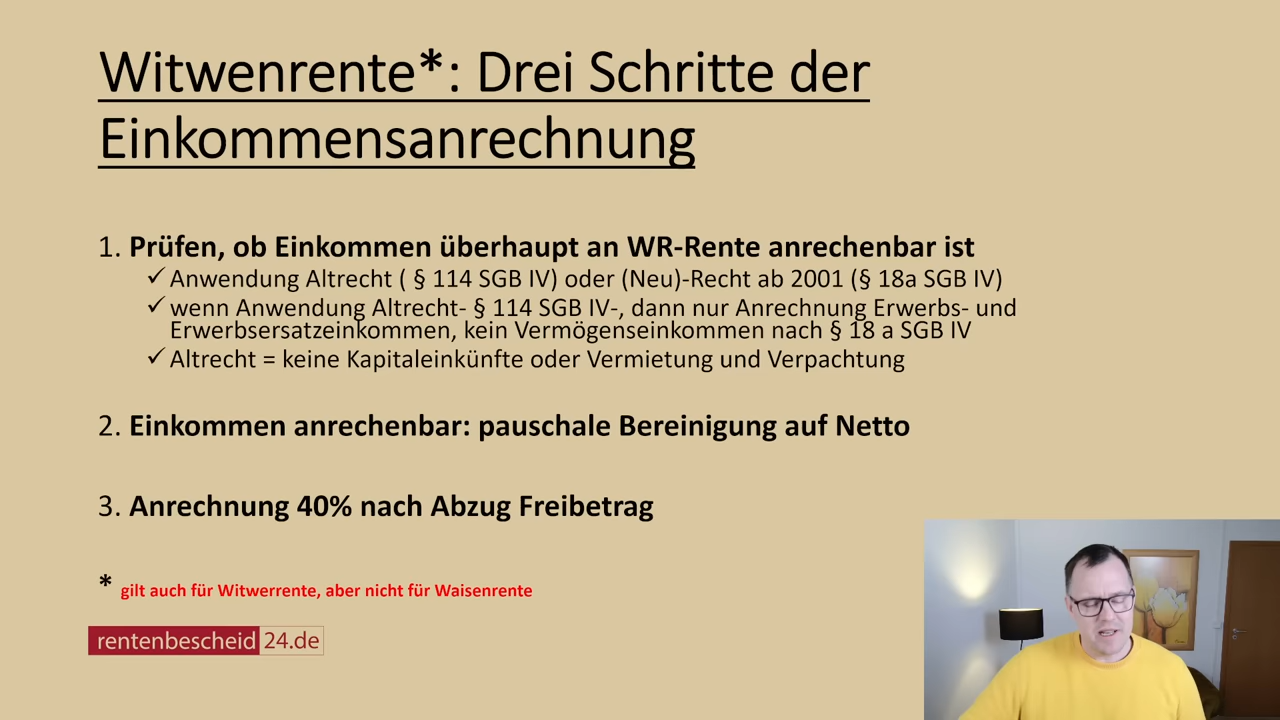 Witwenrente*: Drei Schritte der
Einkommensanrechnung
1. Prüfen, ob Einkommen überhaupt an WR-Rente anrechenbar ist
✓ Anwendung Altrecht ( § 114 SGB IV) oder (Neu)-Recht ab 2001 (§ 18a SGB IV)
✓ wenn Anwendung Altrecht- § 114 SGB IV-, dann nur Anrechnung Erwerbs- und
Erwerbsersatzeinkommen, kein Vermögenseinkommen nach § 18 a SGB IV
✓ Altrecht = keine Kapitaleinkünfte oder Vermietung und Verpachtung
2. Einkommen anrechenbar: pauschale Bereinigung auf Netto
3. Anrechnung 40% nach Abzug Freibetrag
* gilt auch für Witwerrente, aber nicht für Waisenrente
rentenbescheid 24.de